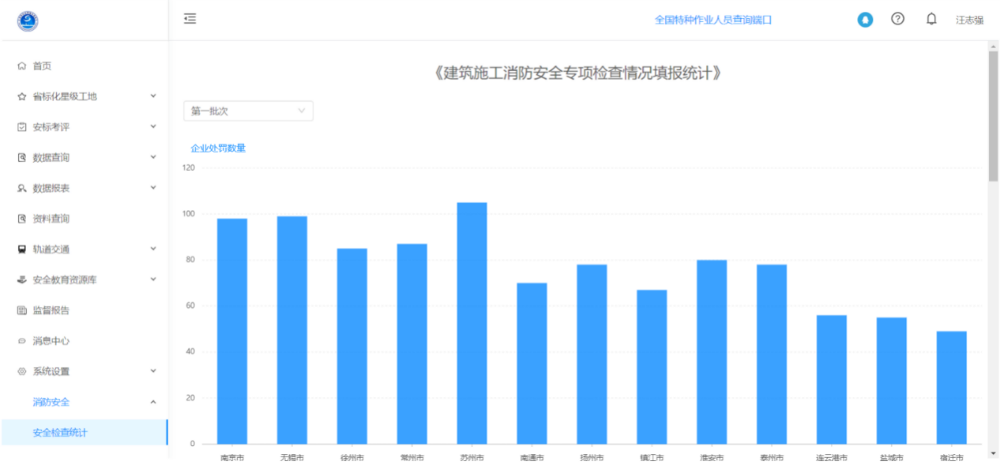 全国特种作业人员查询端口
汪志强
首页
省标化星级工地
安标考评
数据查询
数据报表
资料查询
轨道交通
安全教育资源库
监督报告
消息中心
系统设置
消防安全
安全检查统计
《建筑施工消防安全专项检查情况填报统计》
第一批次
企业处罚数量
120
100
80
60
40
20
0
南京市 无锡市 徐州市 常州市 苏州市 南通市 扬州市 镇江市 淮安市 泰州市 连云港市 盐城市 宿迁市